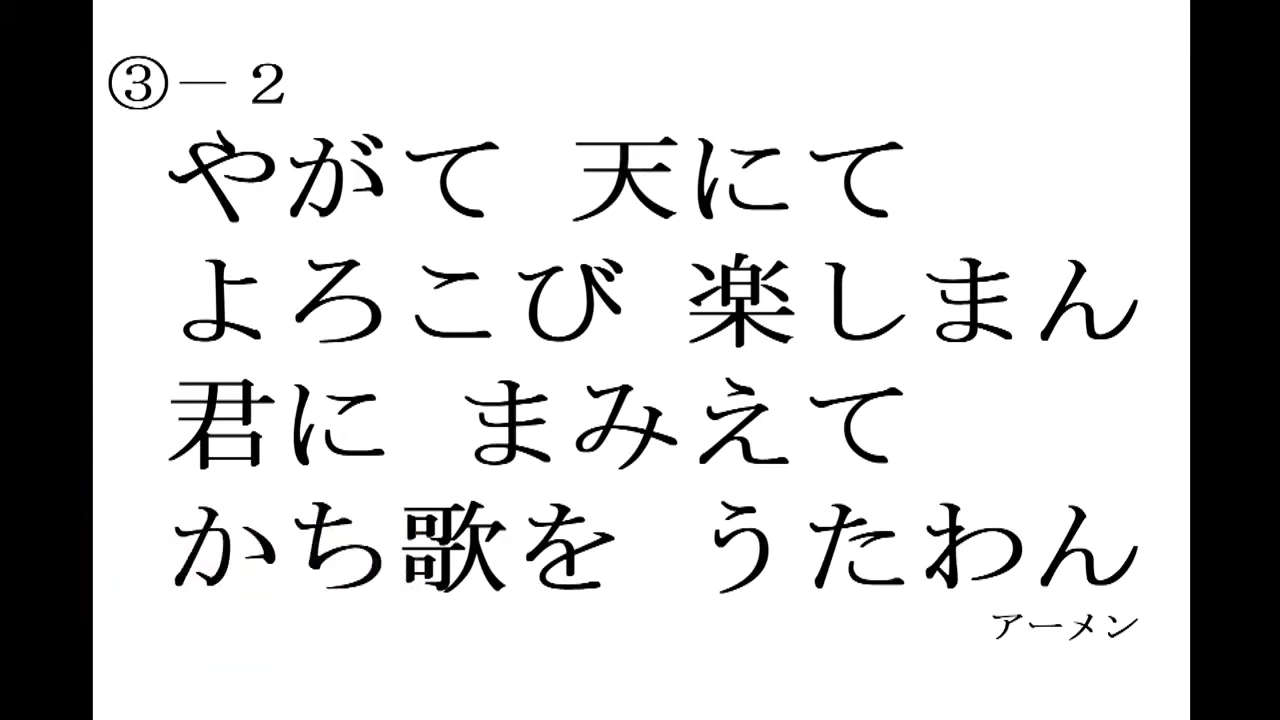 ③－２
やがて　天にて
よろこび　楽しまん
君に　まみえて
かち歌を　うたわん
アーメン